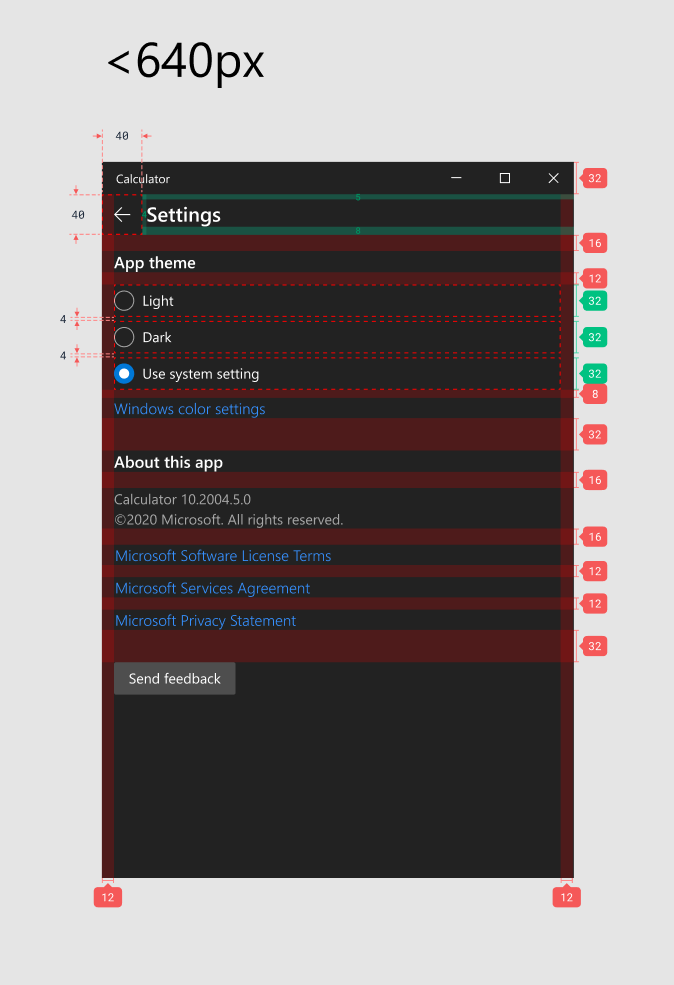 <640px
40
Calculator
32
5
40
4
Settings
8
16
App theme
12
Light
32
4
Dark
32
4
Use system setting
32
8
Windows color settings
32
About this app
16
Calculator 10.2004.5.0
©2020 Microsoft. All rights reserved.
16
Microsoft Software License Terms
12
Microsoft Services Agreement
12
Microsoft Privacy Statement
32
Send feedback
12
12